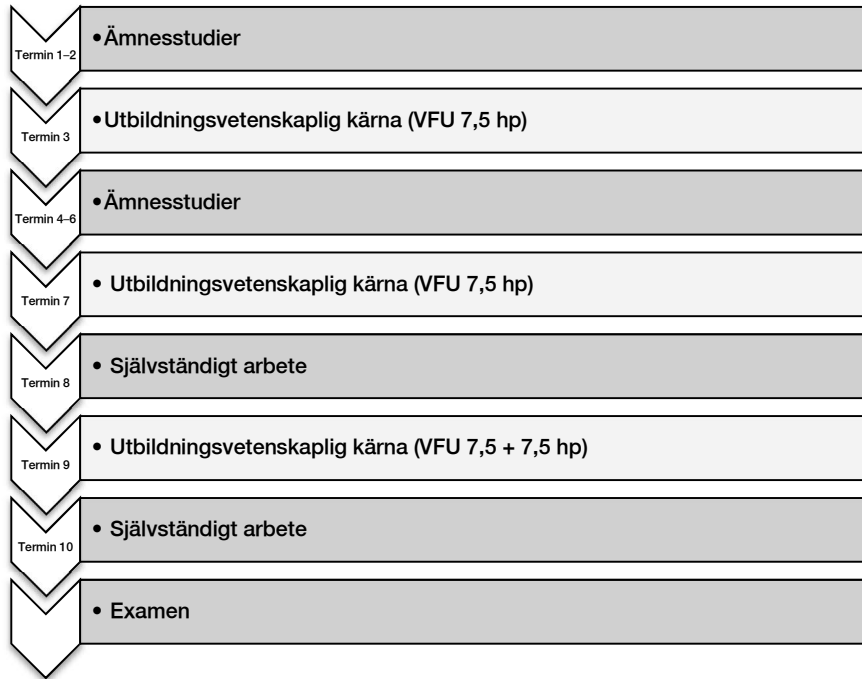 Termin 1–2
•Ämnesstudier
Termin 3
•Utbildningsvetenskaplig kärna (VFU 7,5 hp)
Termin 4–6
•Ämnesstudier
Termin 7
• Utbildningsvetenskaplig kärna (VFU 7,5 hp)
Termin 8
• Självständigt arbete
Termin 9
• Utbildningsvetenskaplig kärna (VFU 7,5 + 7,5 hp)
Termin 10
• Självständigt arbete
• Examen